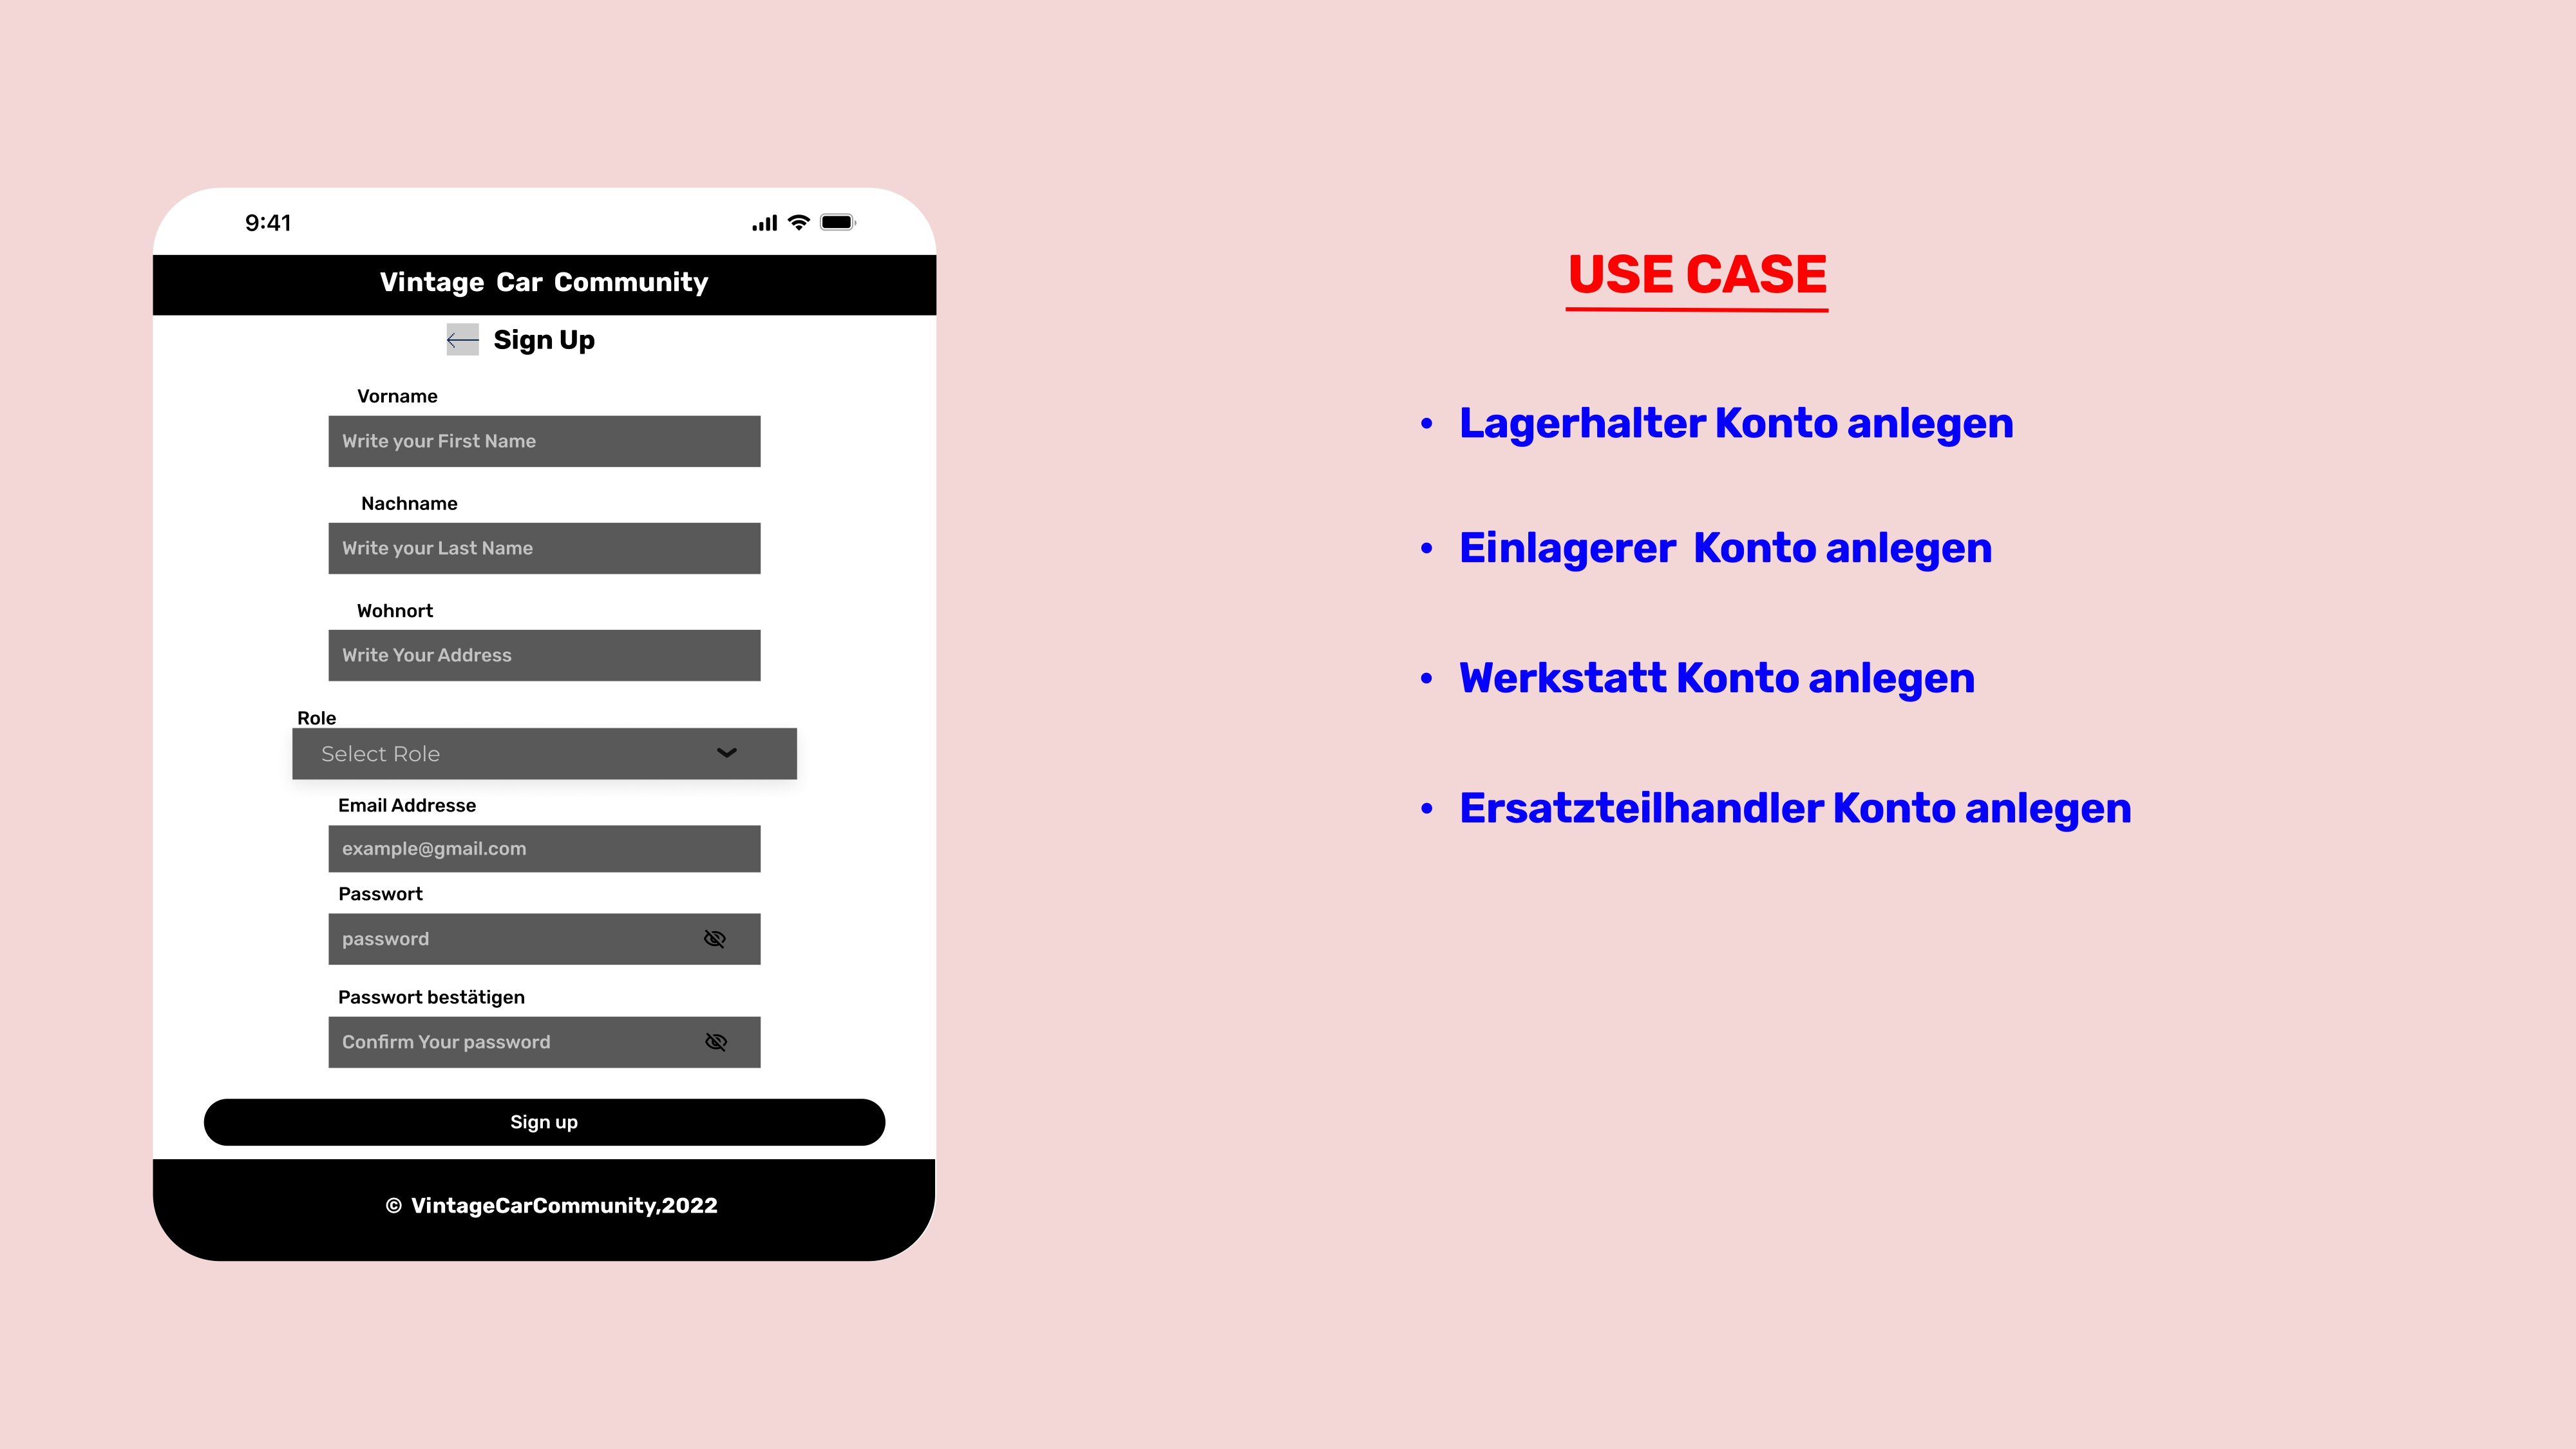 9:41
Vintage Car Community
Sign Up
Vorname
Write your First Name
Nachname
Write your Last Name
Wohnort
Write Your Address
Role
Select Role
Email Addresse
example@gmail.com
Passwort
password
Passwort bestätigen
Confirm Your password
Sign up
© VintageCarCommunity,2022
USE CASE
• Lagerhalter Konto anlegen
• Einlagerer Konto anlegen
• Werkstatt Konto anlegen
• Ersatzteilhandler Konto anlegen